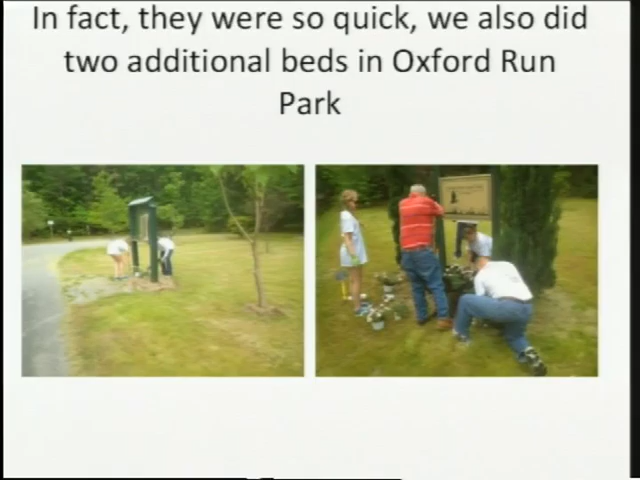 In fact, they were so quick, we also did
two additional beds in Oxford Run
Park